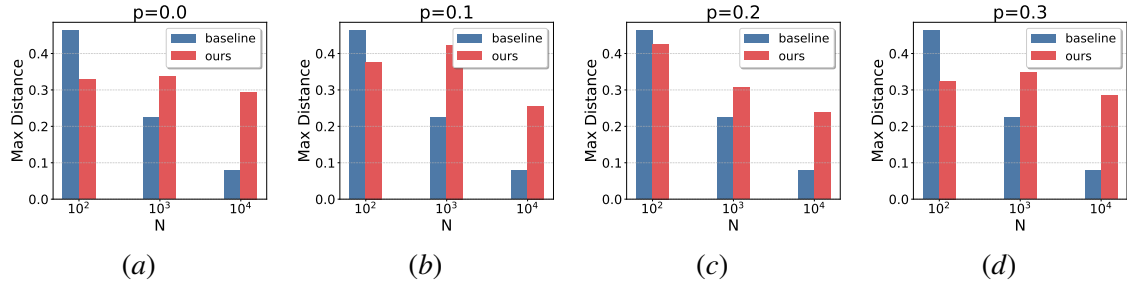 p=0.0
0.4
0.3
0.2
0.1
0.0
Max Distance
baseline
ours
10²
10³
10⁴
N
(a)
p=0.1
0.4
0.3
0.2
0.1
0.0
Max Distance
baseline
ours
10²
10³
10⁴
N
(b)
p=0.2
0.4
0.3
0.2
0.1
0.0
Max Distance
baseline
ours
10²
10³
10⁴
N
(c)
p=0.3
0.4
0.3
0.2
0.1
0.0
Max Distance
baseline
ours
10²
10³
10⁴
N
(d)